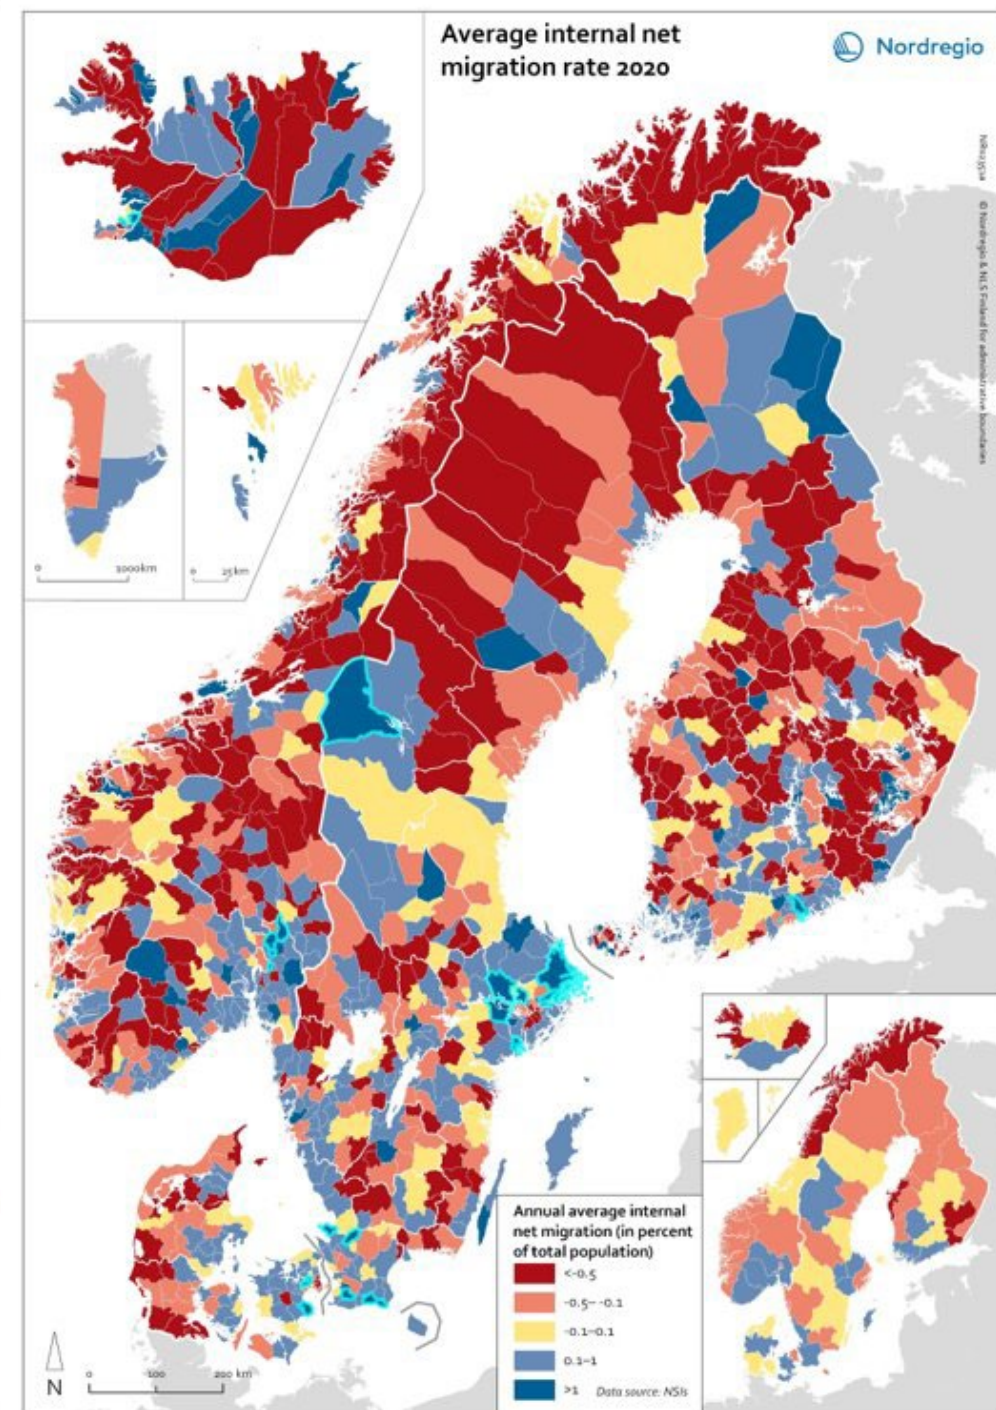 Average internal net
migration rate 2020
Nordregio
© Nordregio & NLS Finland for administrative boundaries
0
1000km
0
25km
Annual average internal
net migration (in percent
of total population)
<-0.5
-0.5– -0.1
-0.1–0.1
0.1–1
>1
Data source: NSIs
N
0
100
200 km